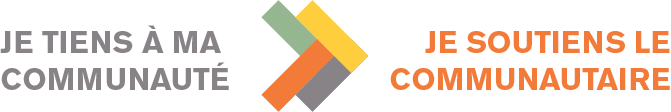 JE TIENS À MA
COMMUNAUTÉ
JE SOUTIENS LE
COMMUNAUTAIRE